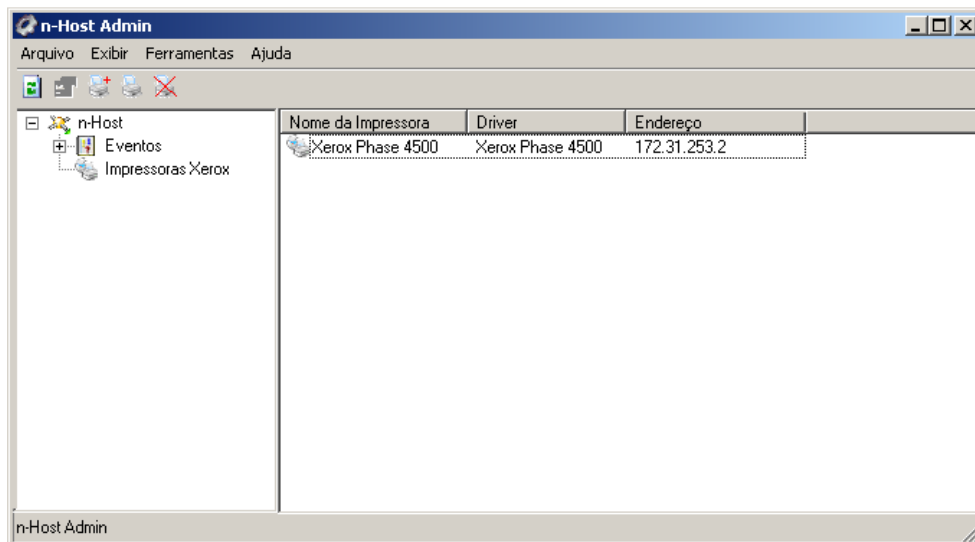 n-Host Admin
Arquivo Exibir Ferramentas Ajuda
n-Host
Eventos
Impressoras Xerox
Nome da Impressora Driver Endereço
Xerox Phase 4500 Xerox Phase 4500 172.31.253.2
n-Host Admin